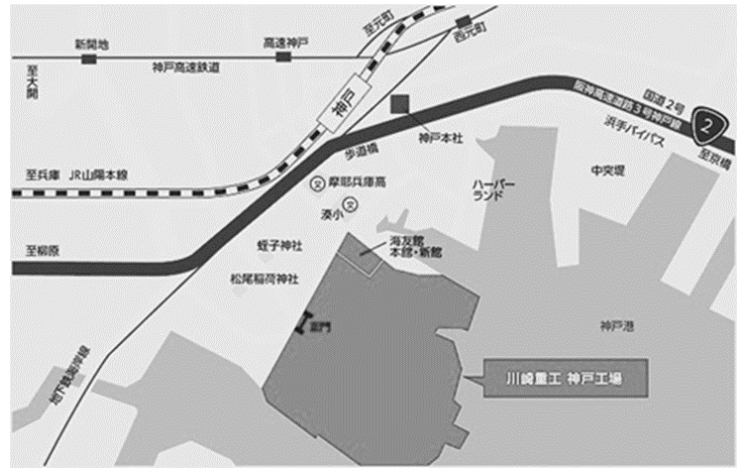 至元町
西元町
新開地
高速神戸
神戸高速鉄道
至大開
神戸
国道2号
阪神高速道路3号神戸線
2
神戸本社
浜手バイパス
至京橋
歩道橋
至兵庫 JR山陽本線
文
摩耶兵庫高
ハーバー
ランド
中突堤
文
湊小
至柳原
蛭子神社
海友館
本館・新館
松尾稲荷神社
神戸港
正門
川崎重工 神戸工場
地下鉄海岸線